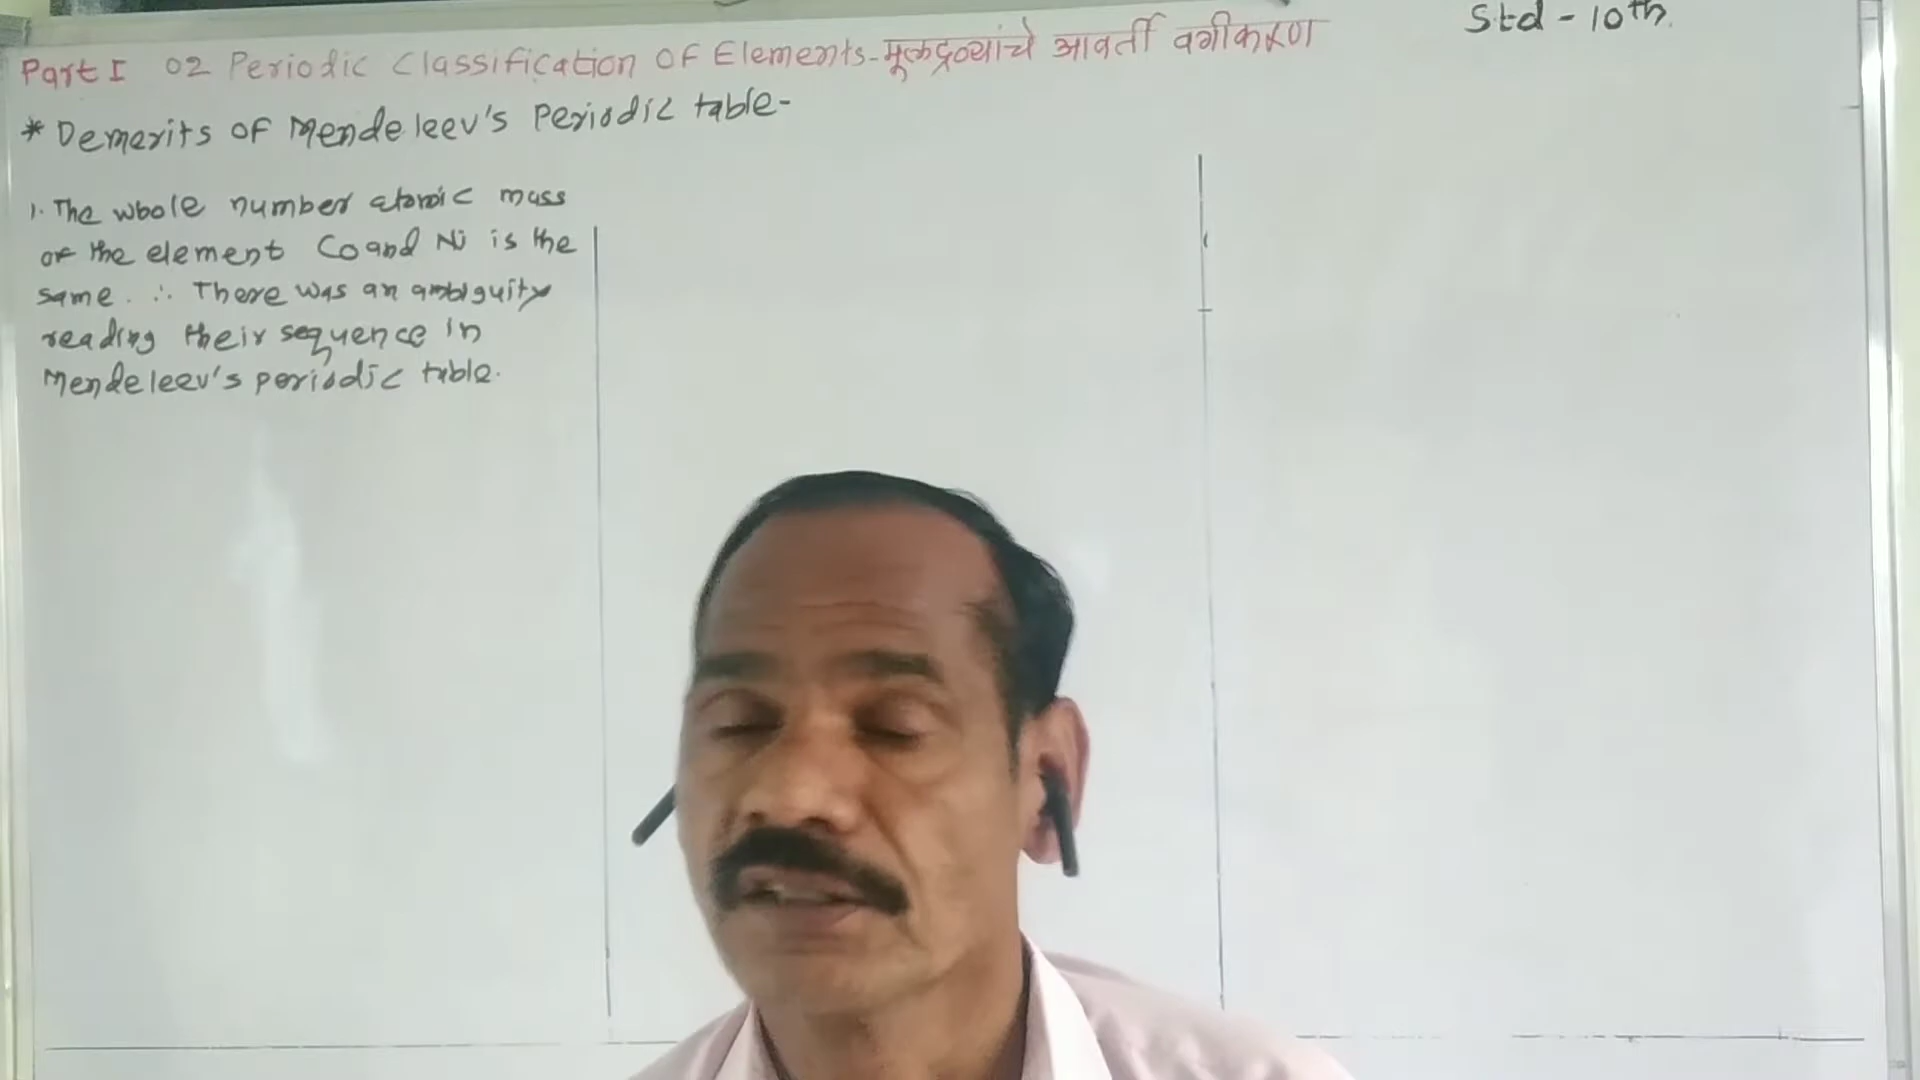 Part I 02 Periodic Classification Of Elements-मूलद्रव्यांचे आवर्ती वर्गीकरण
Std - 10th.
* Demerits of Mendeleev's Periodic table-
1. The whole number atomic mass
of the element Co and Ni is the
same. ∴ There was an ambiguity
reading their sequence in
Mendeleev's periodic table.